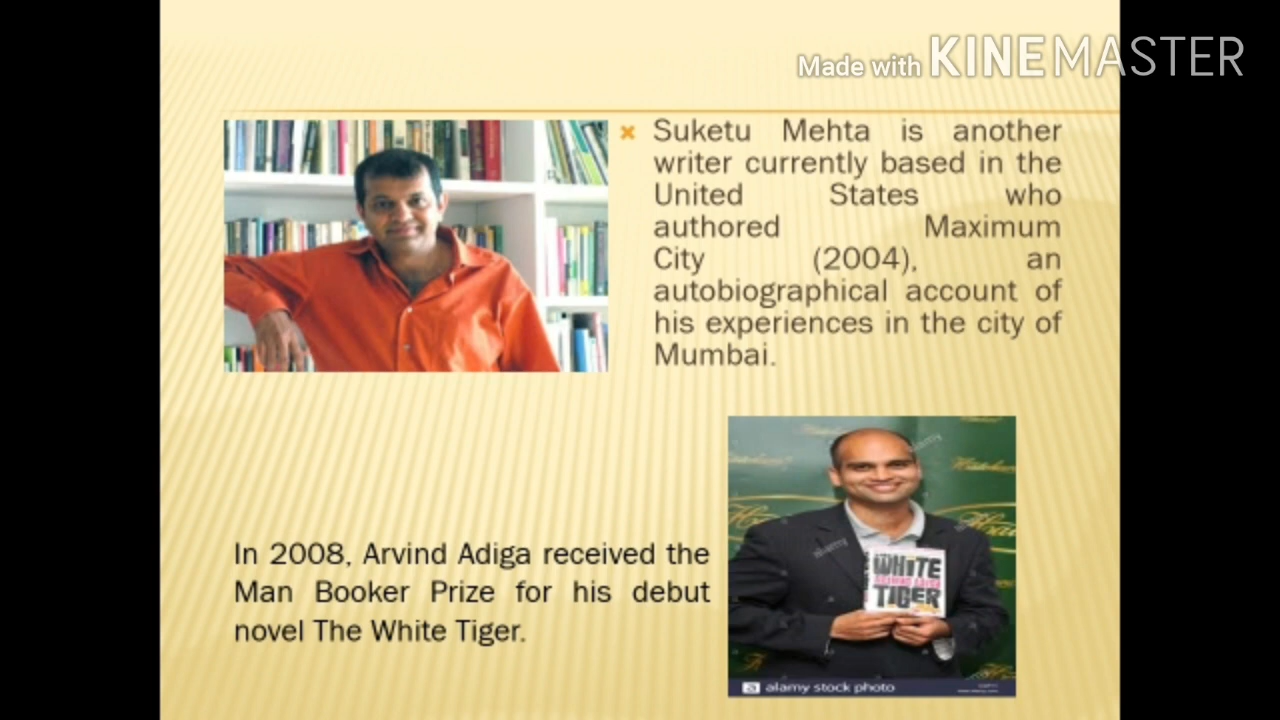 Made with KINEMASTER
Suketu Mehta is another
writer currently based in the
United States who
authored Maximum
City (2004), an
autobiographical account of
his experiences in the city of
Mumbai.
In 2008, Arvind Adiga received the
Man Booker Prize for his debut
novel The White Tiger.
WHITE
TIGER
alamy
alamy
a alamy stock photo